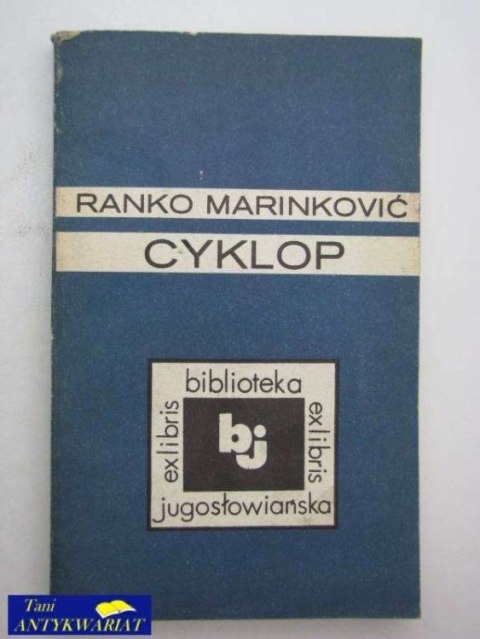 RANKO MARINKOVIĆ
CYKLOP
biblioteka
exlibris
bj
exlibris
jugosłowiańska
Tani
ANTYKWARIAT